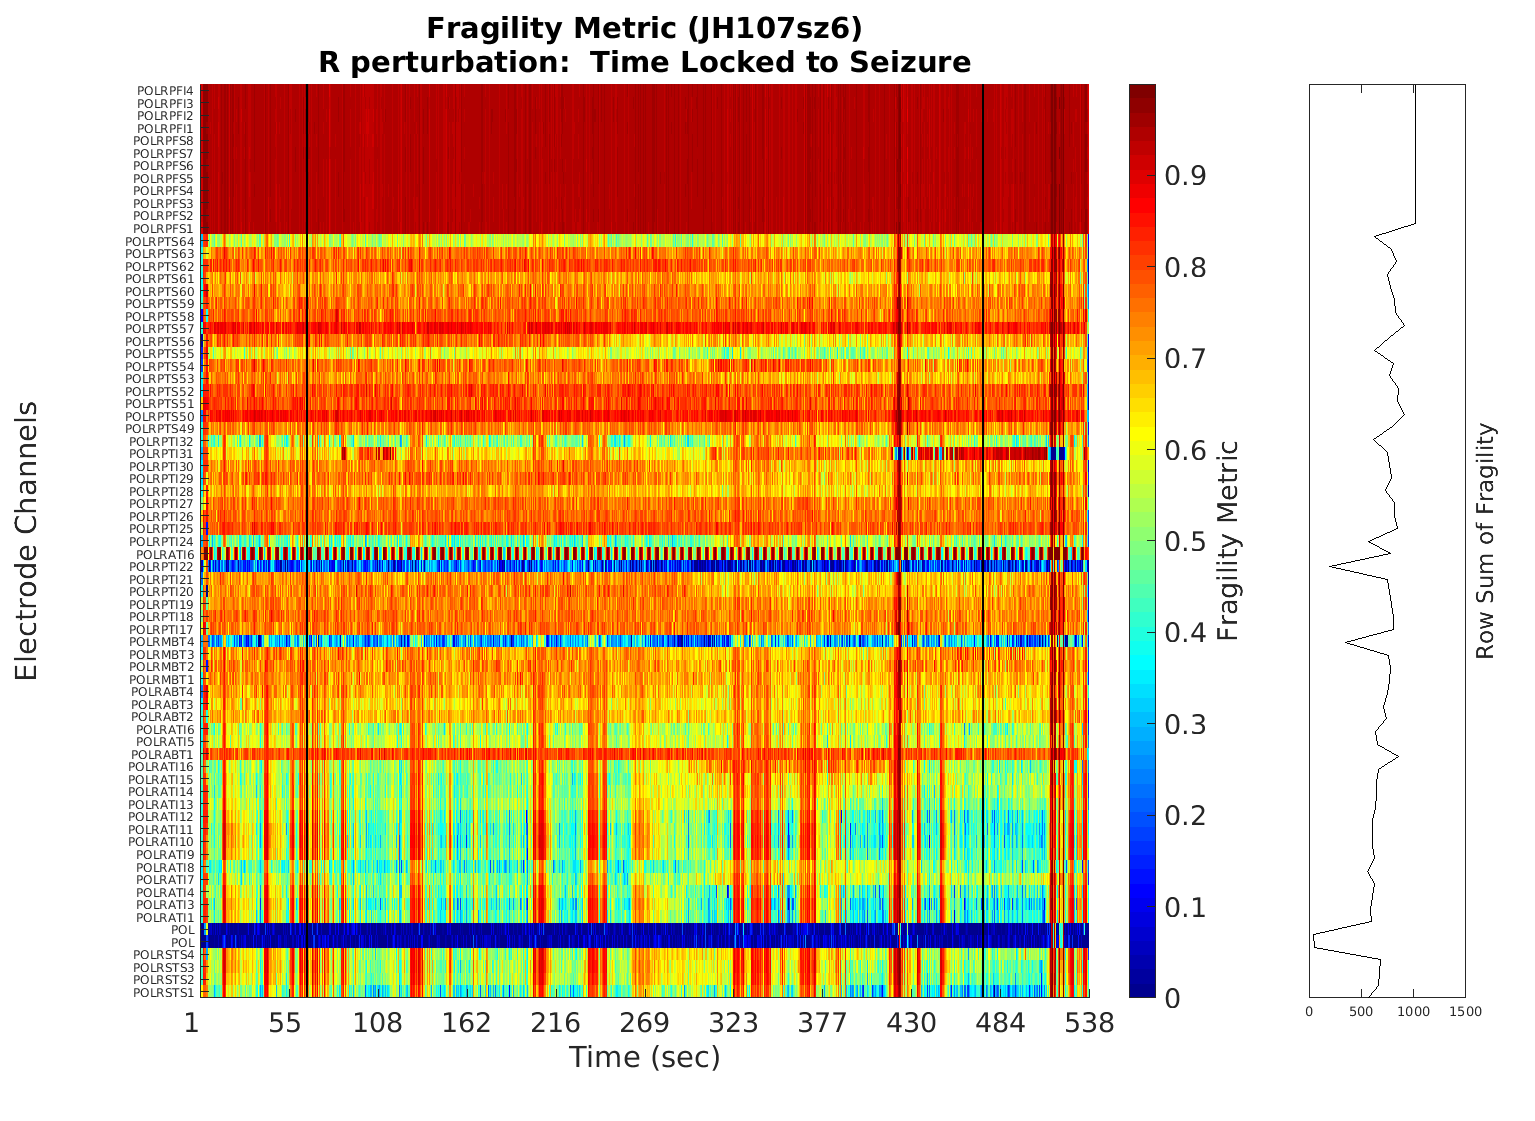 Fragility Metric (JH107sz6)
R perturbation:  Time Locked to Seizure
Electrode Channels
POLRPFI4
POLRPFI3
POLRPFI2
POLRPFI1
POLRPFS8
POLRPFS7
POLRPFS6
POLRPFS5
POLRPFS4
POLRPFS3
POLRPFS2
POLRPFS1
POLRPTS64
POLRPTS63
POLRPTS62
POLRPTS61
POLRPTS60
POLRPTS59
POLRPTS58
POLRPTS57
POLRPTS56
POLRPTS55
POLRPTS54
POLRPTS53
POLRPTS52
POLRPTS51
POLRPTS50
POLRPTS49
POLRPTI32
POLRPTI31
POLRPTI30
POLRPTI29
POLRPTI28
POLRPTI27
POLRPTI26
POLRPTI25
POLRPTI24
POLRATI6
POLRPTI22
POLRPTI21
POLRPTI20
POLRPTI19
POLRPTI18
POLRPTI17
POLRMBT4
POLRMBT3
POLRMBT2
POLRMBT1
POLRABT4
POLRABT3
POLRABT2
POLRATI6
POLRATI5
POLRABT1
POLRATI16
POLRATI15
POLRATI14
POLRATI13
POLRATI12
POLRATI11
POLRATI10
POLRATI9
POLRATI8
POLRATI7
POLRATI4
POLRATI3
POLRATI1
POL
POL
POLRSTS4
POLRSTS3
POLRSTS2
POLRSTS1
1 55 108 162 216 269 323 377 430 484 538
Time (sec)
0.9
0.8
0.7
0.6
0.5
0.4
0.3
0.2
0.1
0
Fragility Metric
0 500 1000 1500
Row Sum of Fragility